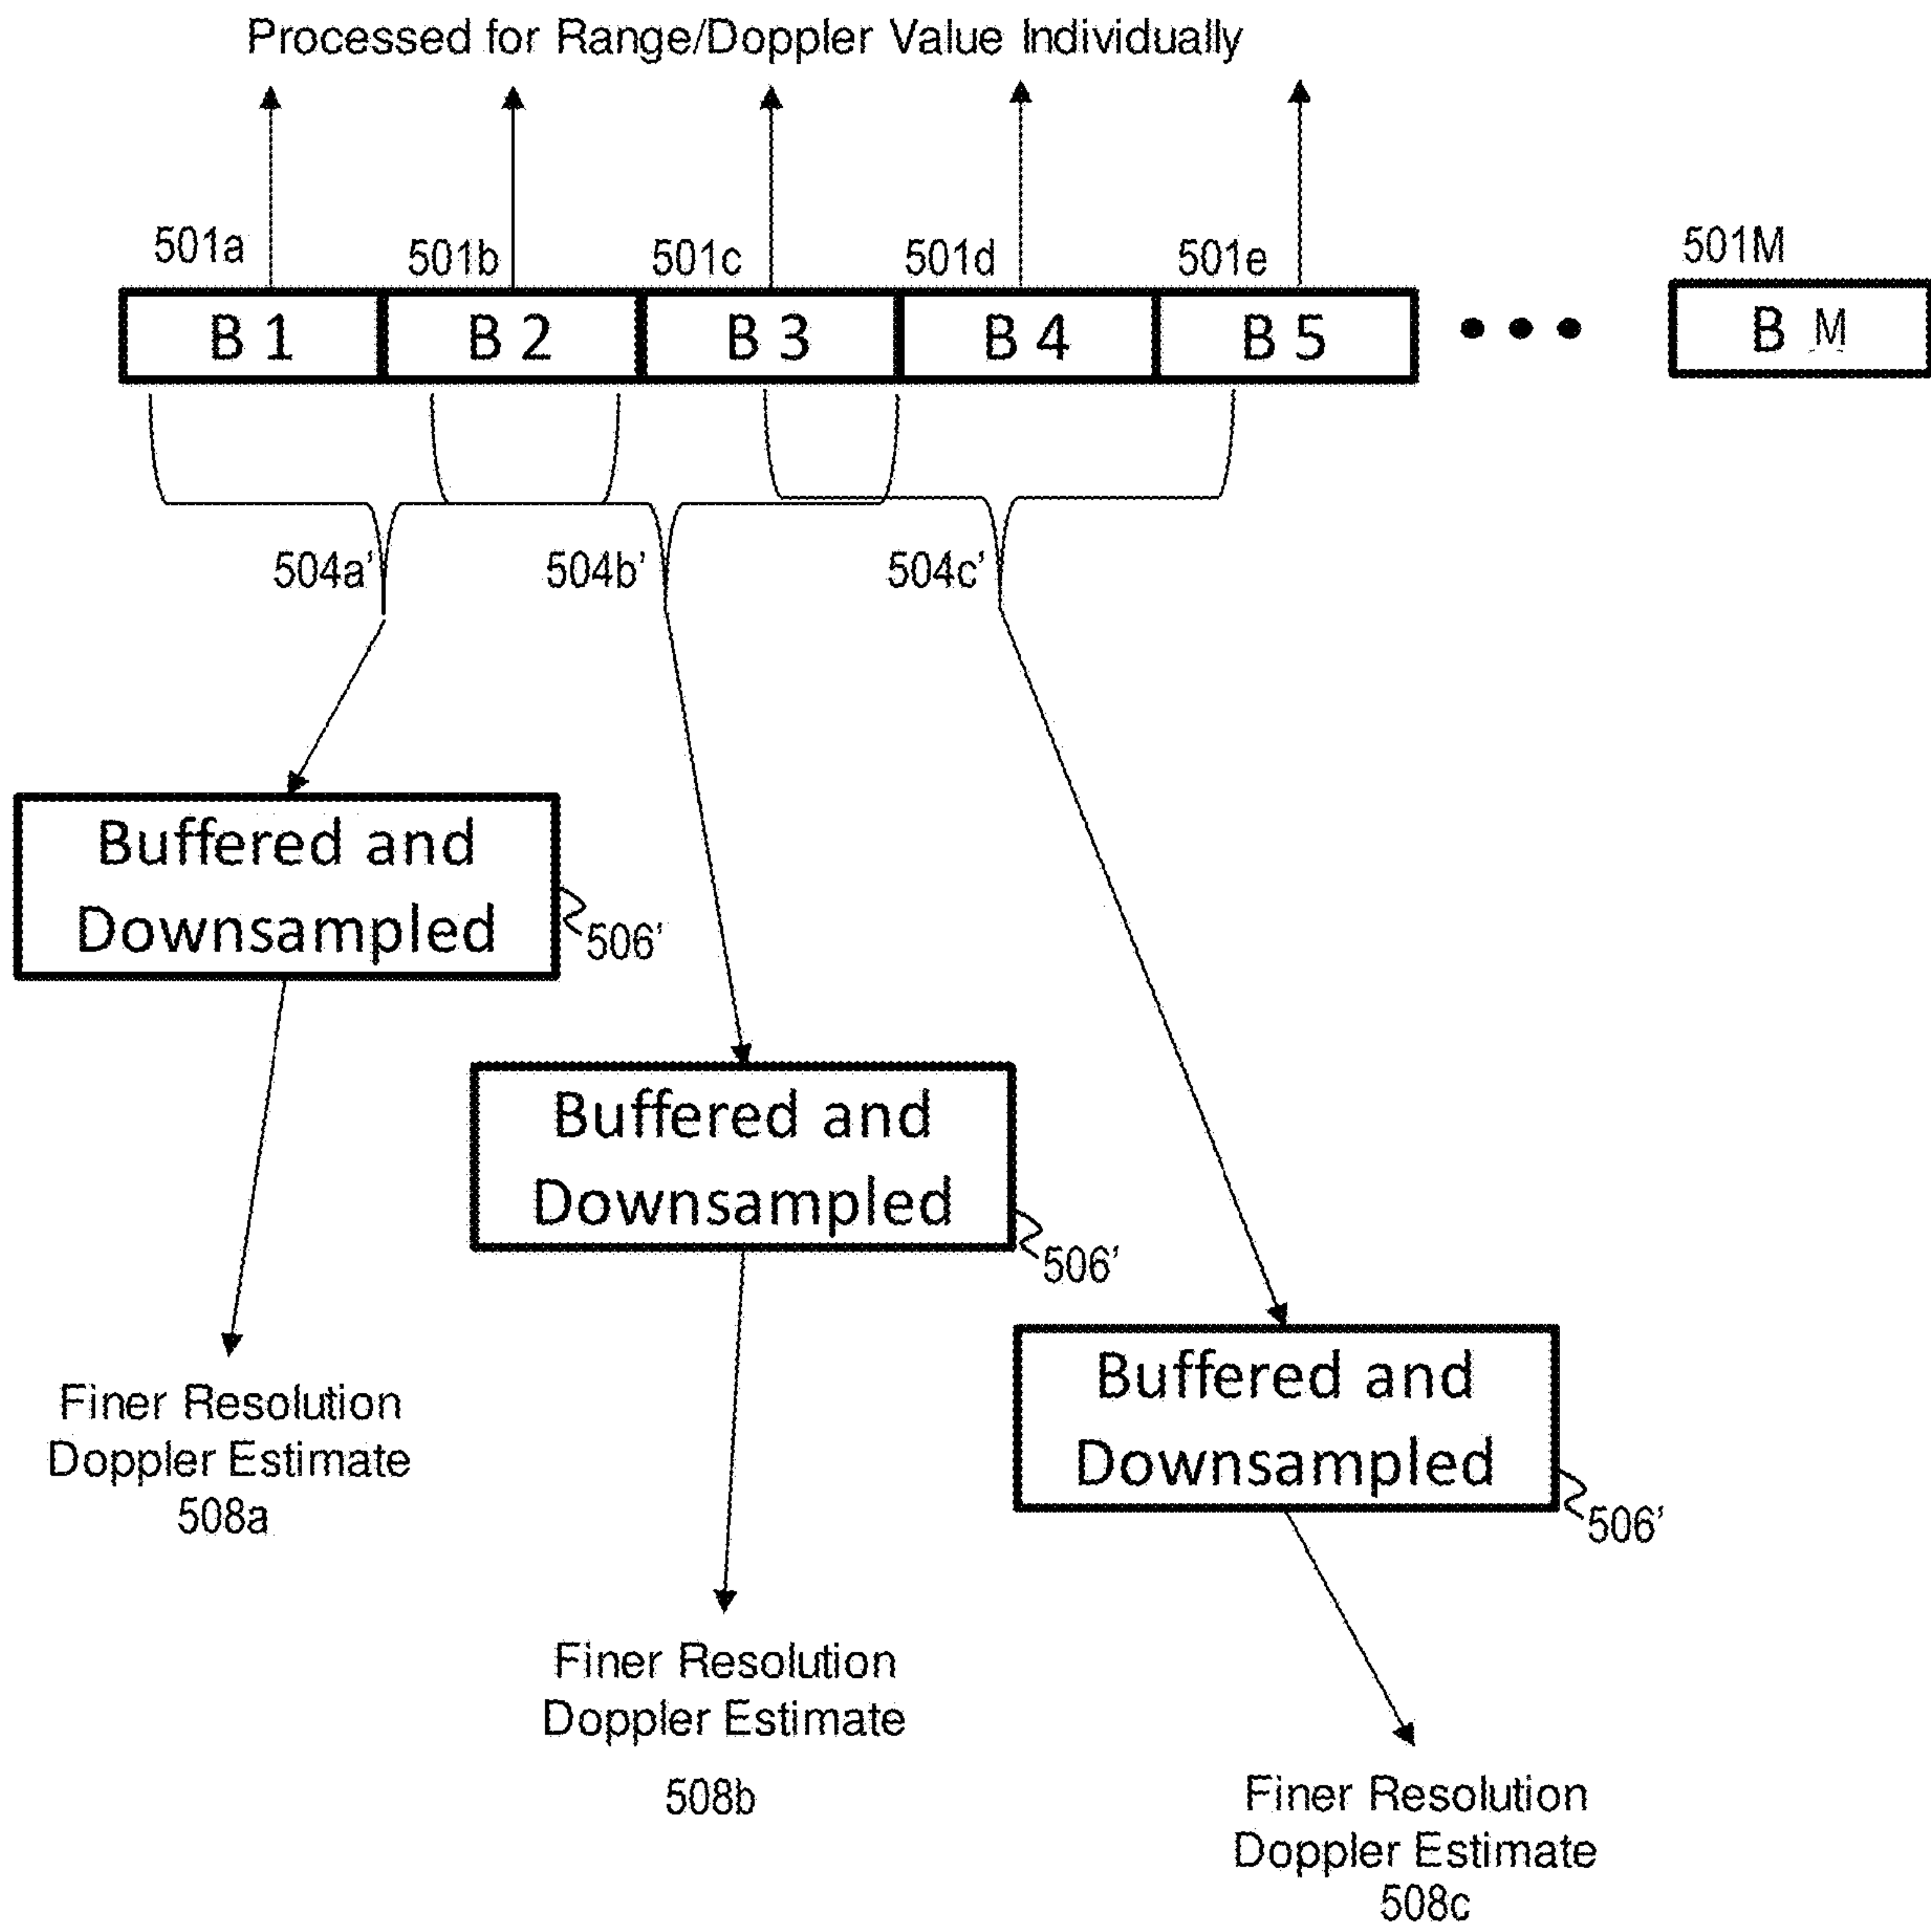 Processed for Range/Doppler Value Individually
501a
501b
501c
501d
501e
501M
B 1
B 2
B 3
B 4
B 5
B M
504a’
504b’
504c’
Buffered and
Downsampled
506’
Buffered and
Downsampled
506’
Buffered and
Downsampled
506’
Finer Resolution
Doppler Estimate
508a
Finer Resolution
Doppler Estimate
508b
Finer Resolution
Doppler Estimate
508c